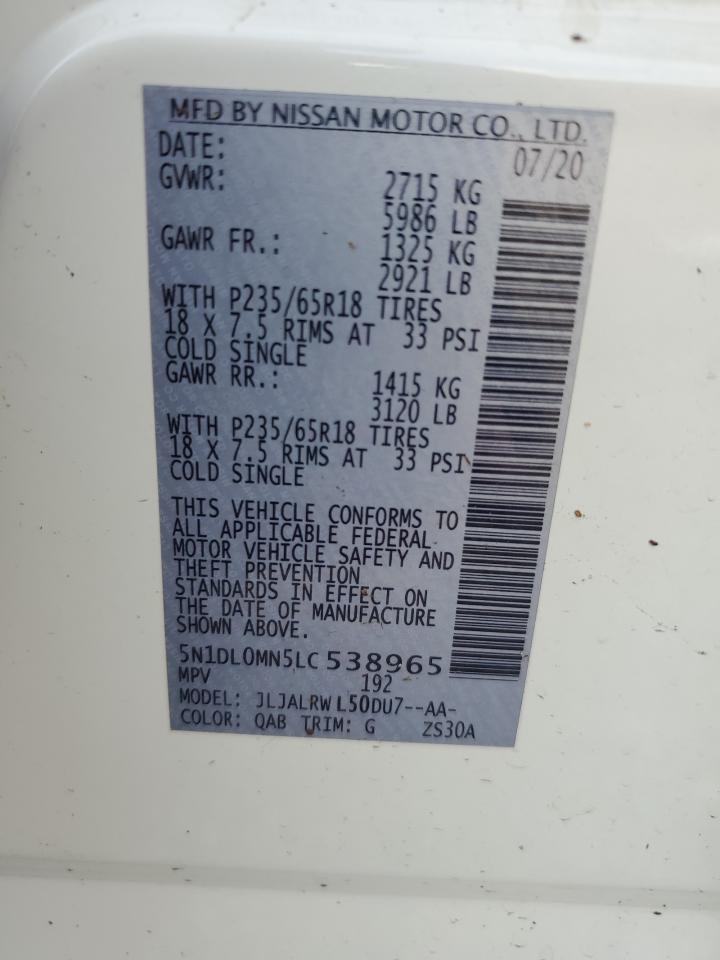 MFD BY NISSAN MOTOR CO., LTD.
DATE: 07/20
GVWR: 2715 KG
5986 LB
GAWR FR.: 1325 KG
2921 LB
WITH P235/65R18 TIRES
18 X 7.5 RIMS AT 33 PSI
COLD SINGLE
GAWR RR.: 1415 KG
3120 LB
WITH P235/65R18 TIRES
18 X 7.5 RIMS AT 33 PSI
COLD SINGLE
THIS VEHICLE CONFORMS TO
ALL APPLICABLE FEDERAL
MOTOR VEHICLE SAFETY AND
THEFT PREVENTION
STANDARDS IN EFFECT ON
THE DATE OF MANUFACTURE
SHOWN ABOVE.
5N1DL0MN5LC 538965
MPV 192
MODEL: JLJALRW L50DU7--AA-
COLOR: QAB TRIM: G ZS30A